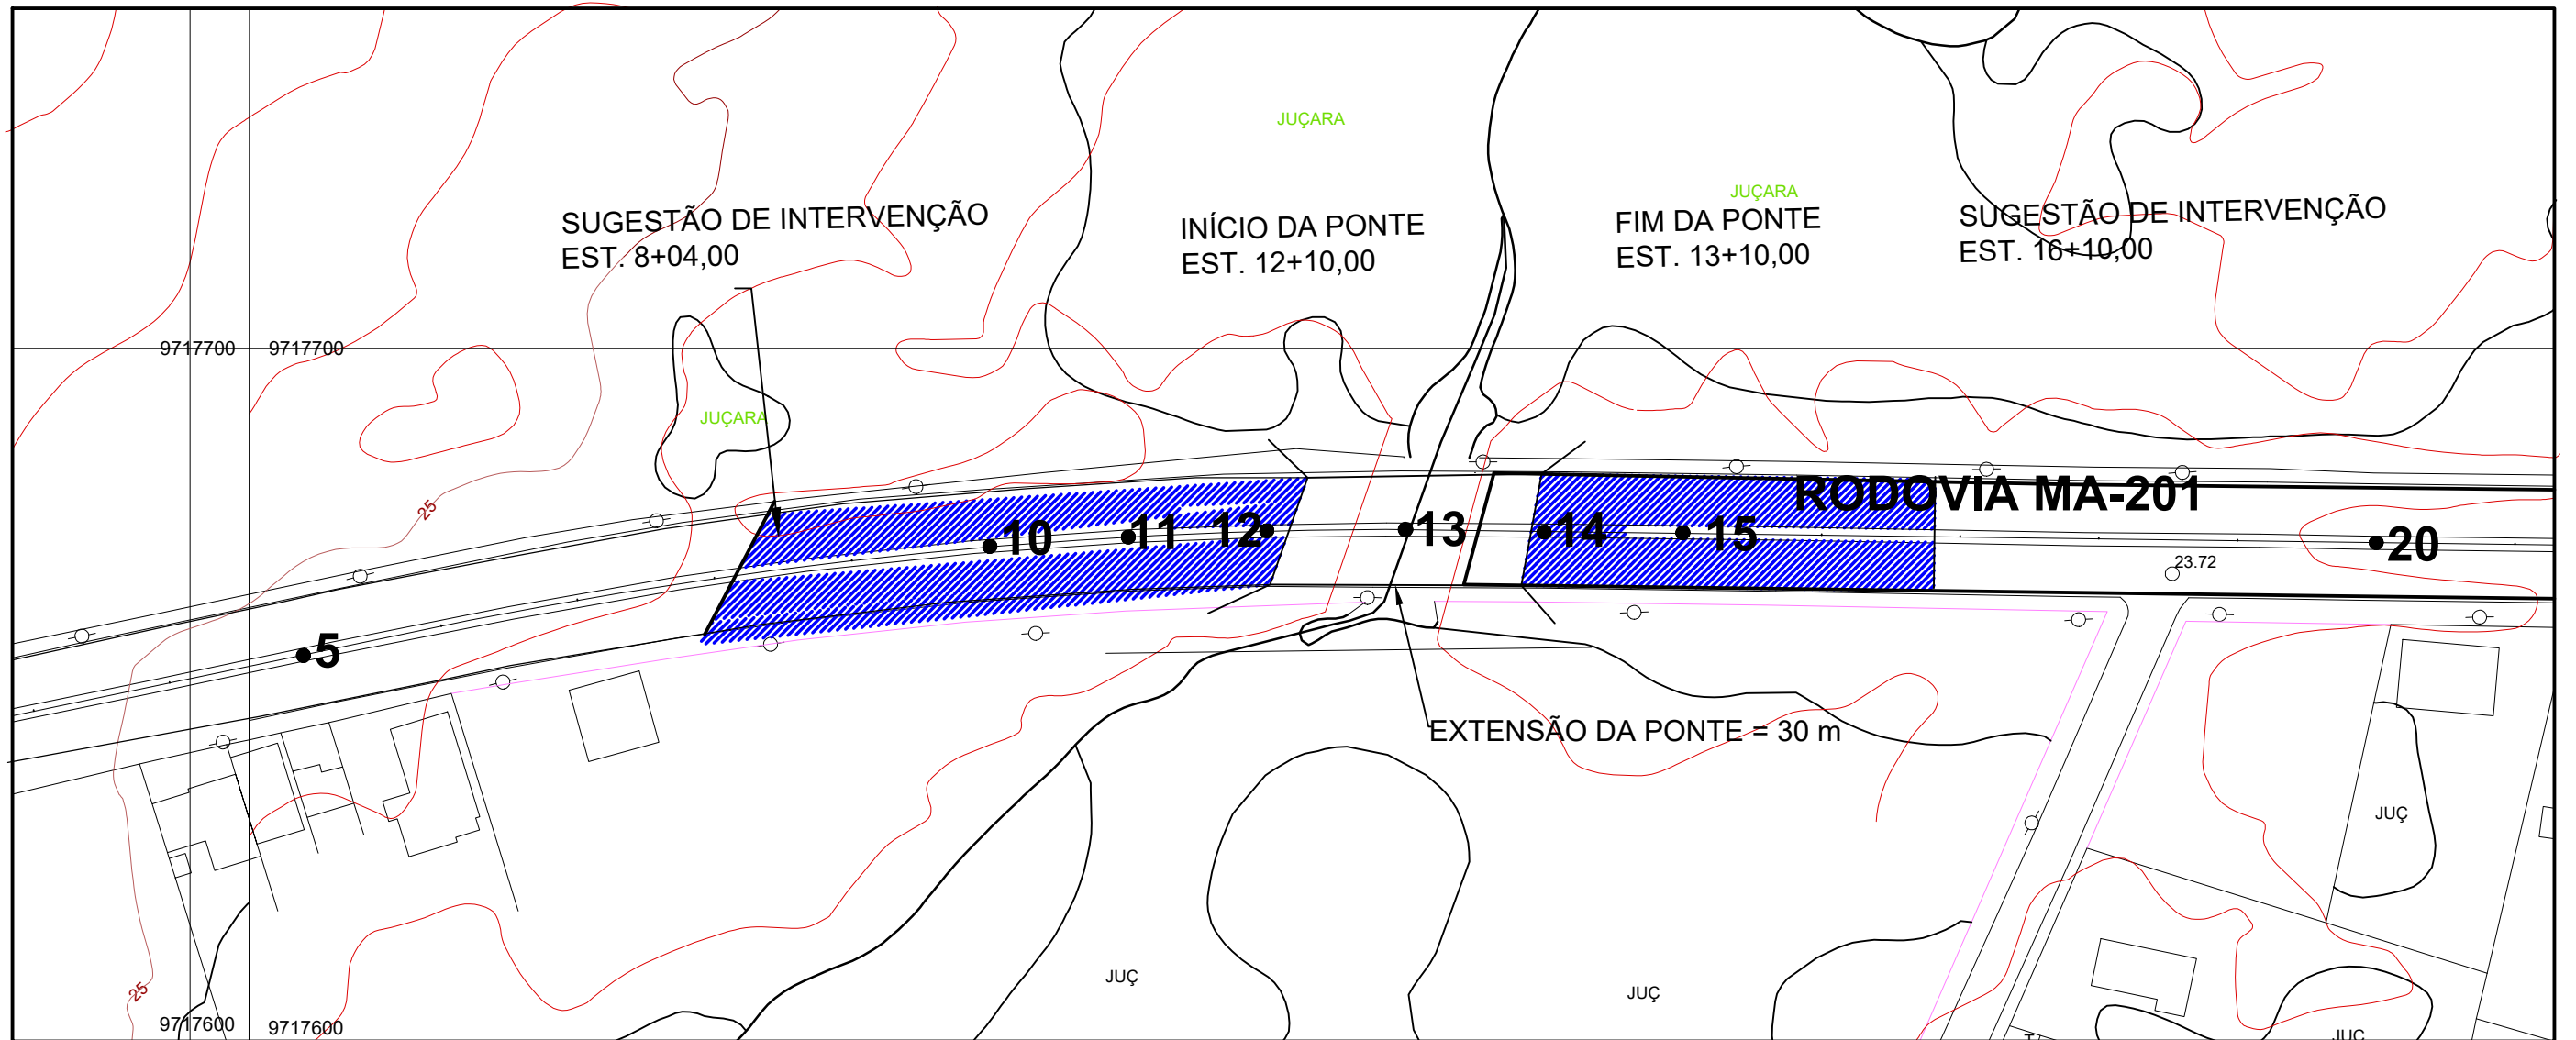 JUÇARA
JUÇARA
SUGESTÃO DE INTERVENÇÃO
EST. 8+04,00
INÍCIO DA PONTE
EST. 12+10,00
FIM DA PONTE
EST. 13+10,00
SUGESTÃO DE INTERVENÇÃO
EST. 16+10,00
9717700
9717700
JUÇARA
25
RODOVIA MA-201
5
10
11
12
13
14
15
20
23.72
EXTENSÃO DA PONTE = 30 m
JUÇ
JUÇ
JUÇ
25
9717600
9717600